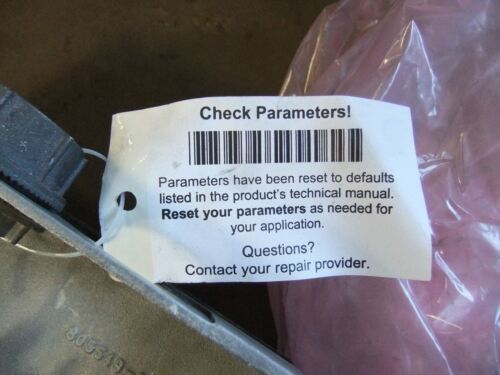 Check Parameters!
Parameters have been reset to defaults
listed in the product's technical manual.
Reset your parameters as needed for
your application.
Questions?
Contact your repair provider.